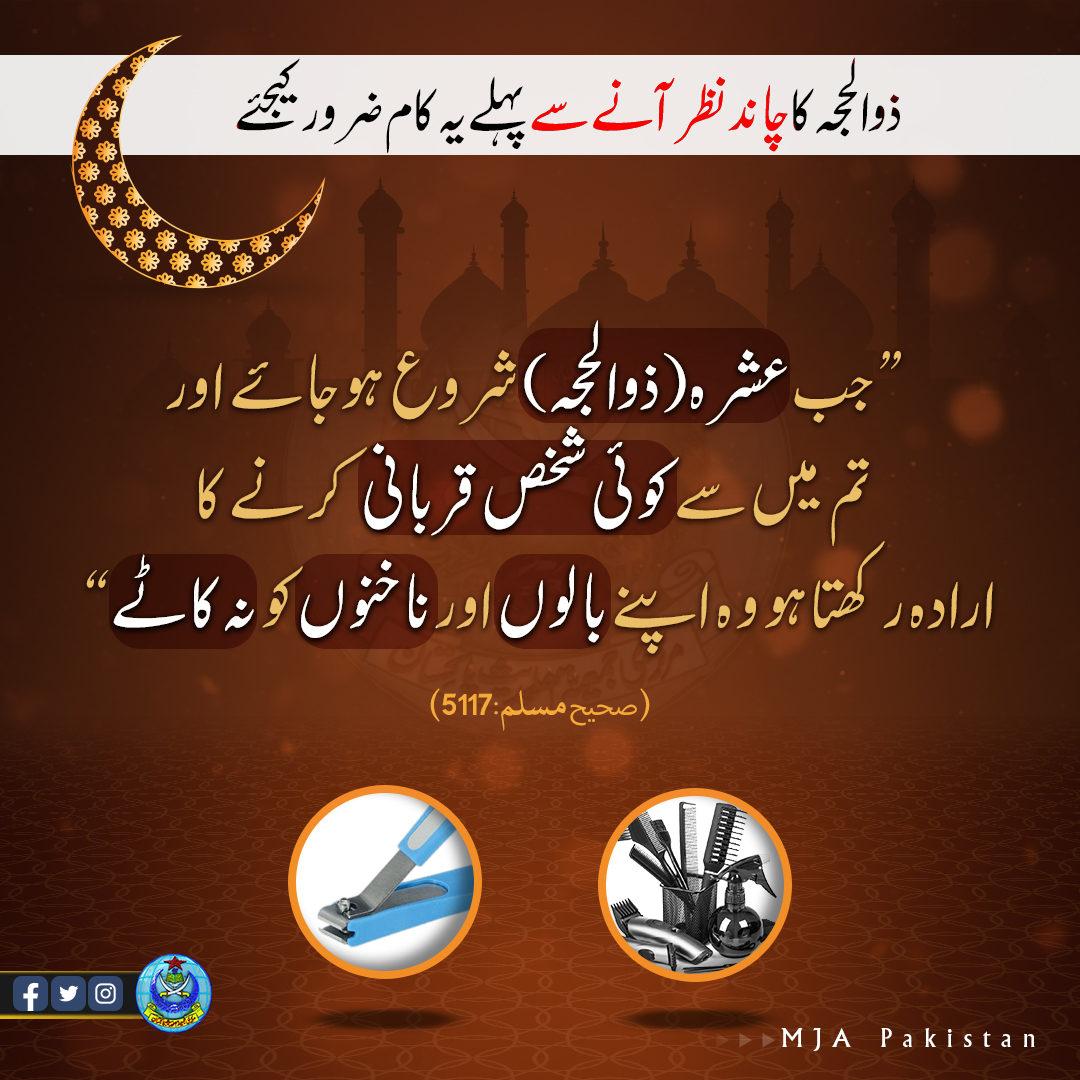 ذوالحجہ کا چاند نظر آنے سے پہلے یہ کام ضرور کیجئے
”جب عشرہ (ذوالحجہ) شروع ہو جائے اور
تم میں سے کوئی شخص قربانی کرنے کا
ارادہ رکھتا ہو وہ اپنے بالوں اور ناخنوں کو نہ کاٹے“
(صحیح مسلم:5117)
MJA Pakistan